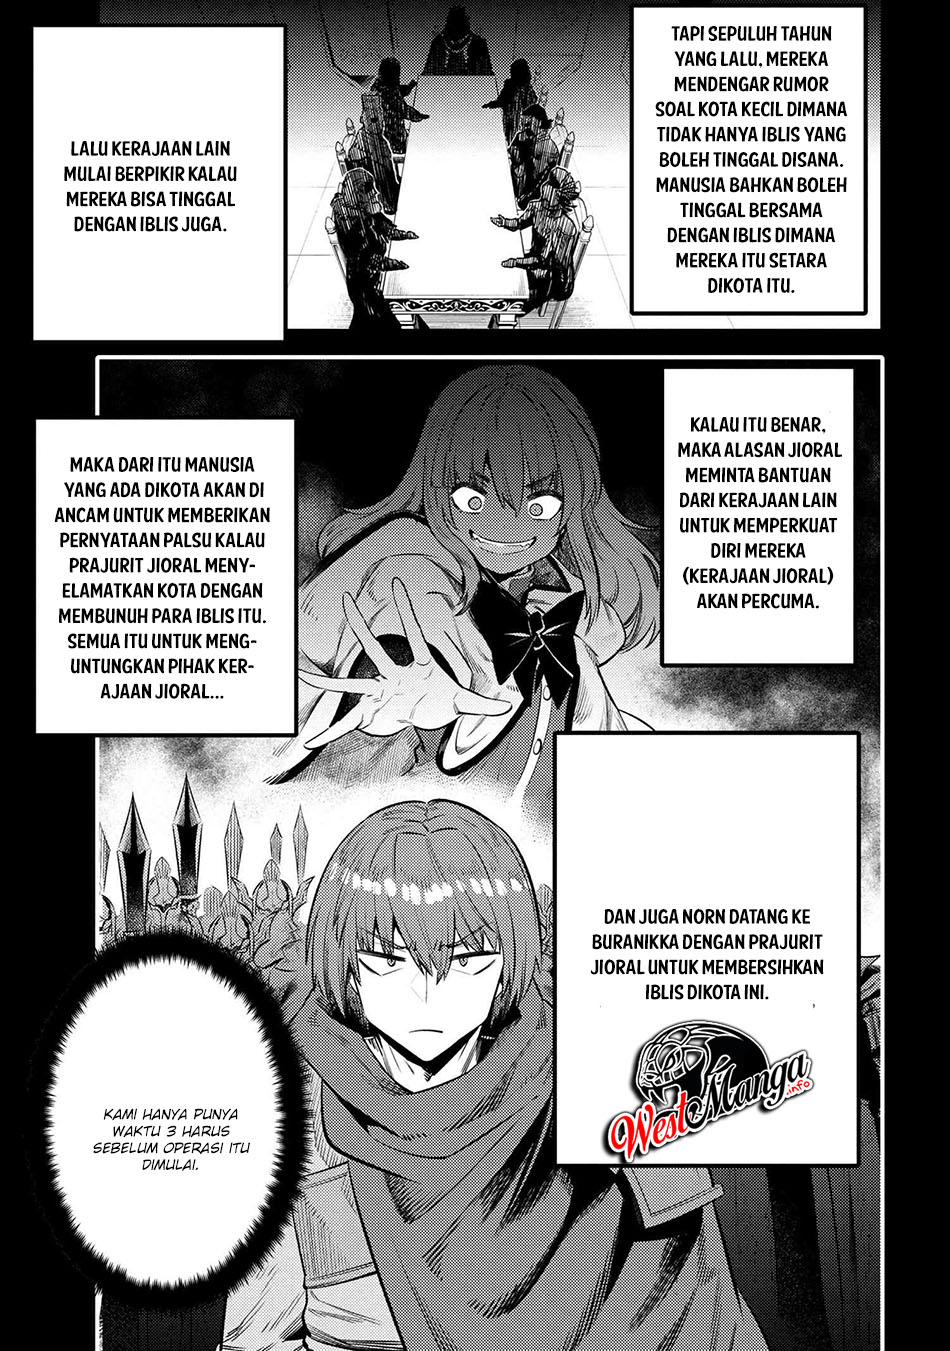 TAPI SEPULUH TAHUN
YANG LALU, MEREKA
MENDENGAR RUMOR
SOAL KOTA KECIL DIMANA
TIDAK HANYA IBLIS YANG
BOLEH TINGGAL DISANA.
MANUSIA BAHKAN BOLEH
TINGGAL BERSAMA
DENGAN IBLIS DIMANA
MEREKA ITU SETARA
DIKOTA ITU.
LALU KERAJAAN LAIN
MULAI BERPIKIR KALAU
MEREKA BISA TINGGAL
DENGAN IBLIS JUGA.
KALAU ITU BENAR,
MAKA ALASAN JIORAL
MEMINTA BANTUAN
DARI KERAJAAN LAIN
UNTUK MEMPERKUAT
DIRI MEREKA
(KERAJAAN JIORAL)
AKAN PERCUMA.
MAKA DARI ITU MANUSIA
YANG ADA DIKOTA AKAN DI
ANCAM UNTUK MEMBERIKAN
PERNYATAAN PALSU KALAU
PRAJURIT JIORAL MENY-
ELAMATKAN KOTA DENGAN
MEMBUNUH PARA IBLIS ITU.
SEMUA ITU UNTUK MENG-
UNTUNGKAN PIHAK KER-
AJAAN JIORAL...
DAN JUGA NORN DATANG KE
BURANIKKA DENGAN PRAJURIT
JIORAL UNTUK MEMBERSIHKAN
IBLIS DIKOTA INI.
WestManga.info
KAMI HANYA PUNYA
WAKTU 3 HARUS
SEBELUM OPERASI ITU
DIMULAI.